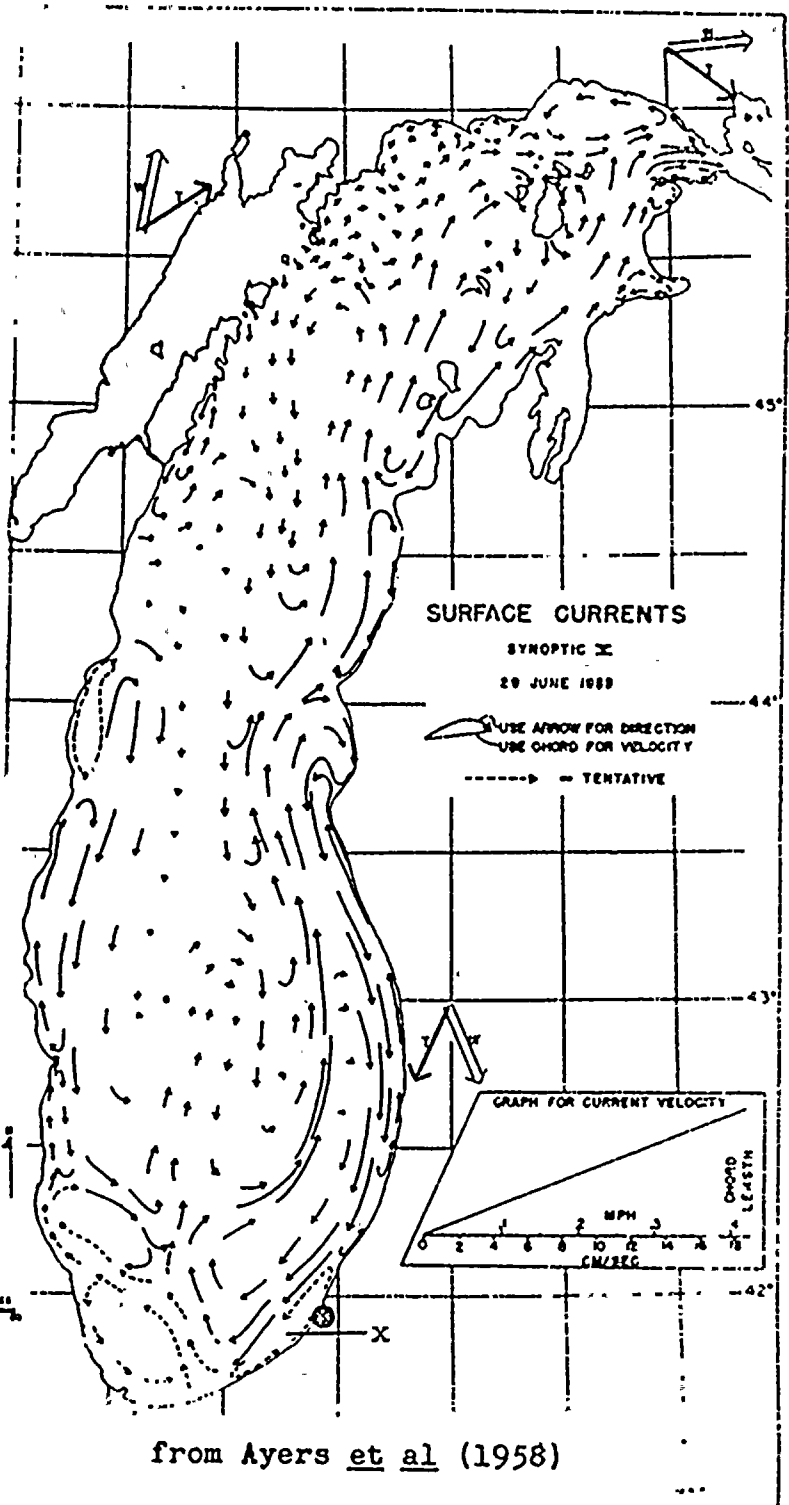 45°
SURFACE CURRENTS
SYNOPTIC V
29 JUNE 1955
44°
USE ARROW FOR DIRECTION
USE CHORD FOR VELOCITY
= TENTATIVE
43°
GRAPH FOR CURRENT VELOCITY
CHORD
LENGTH
MPH
1 2 3 4
0 2 4 6 8 10 12 14 16 18
CM/SEC
42°
X
from Ayers et al (1958)